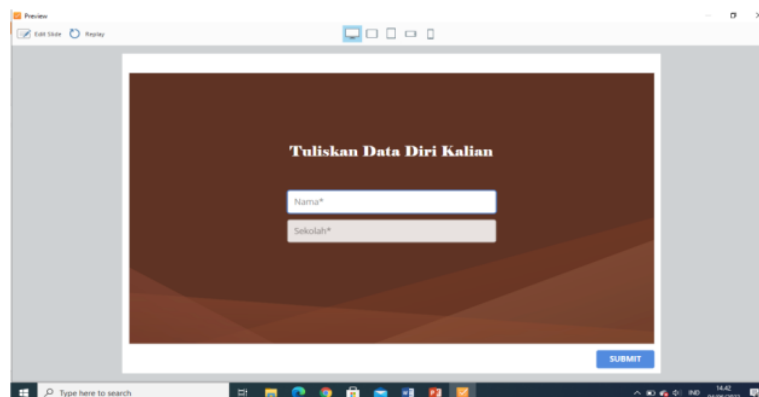 Preview
Edit Slide Replay
Tuliskan Data Diri Kalian
Nama*
Sekolah*
SUBMIT
Type here to search
IND
14.42